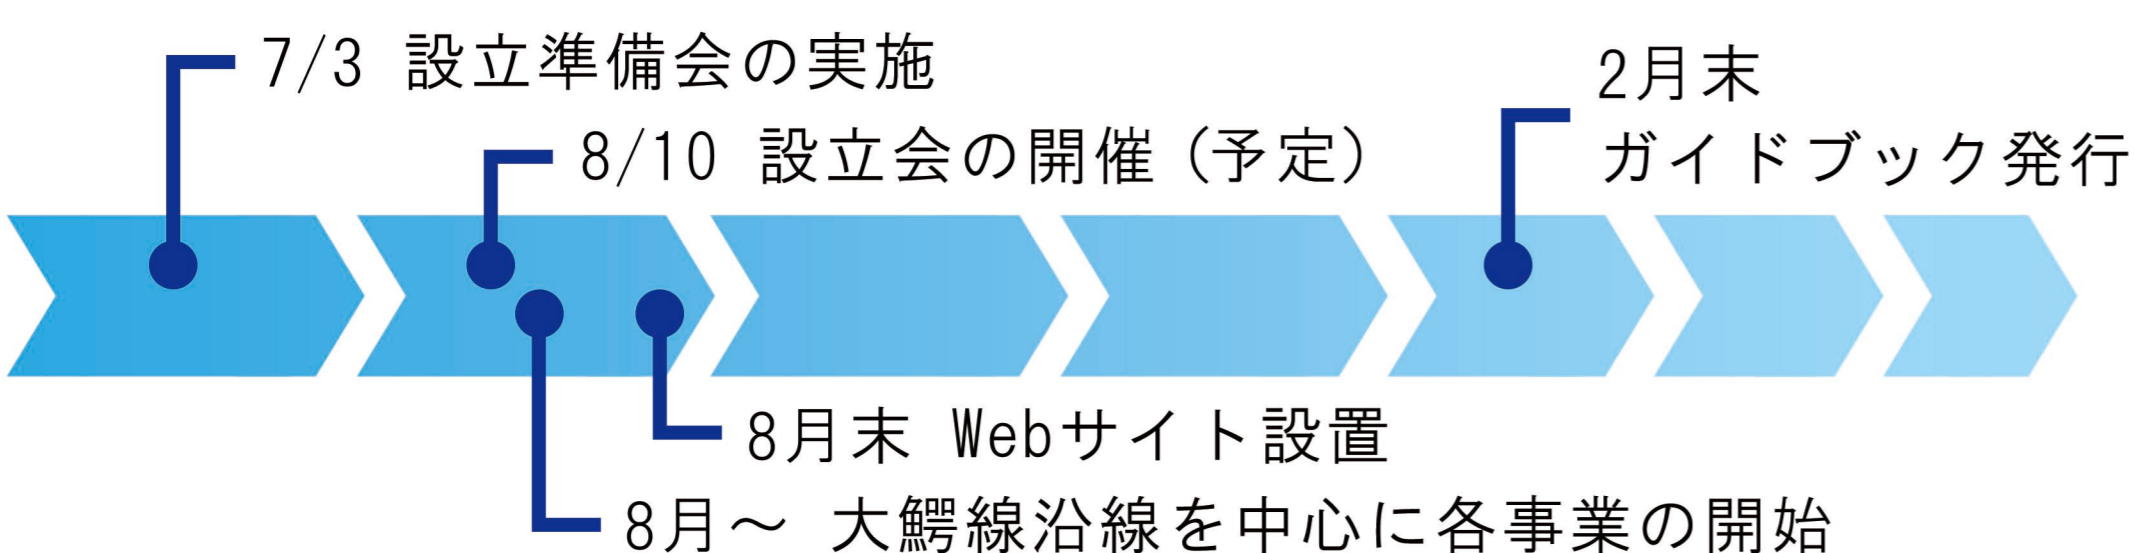 7/3 設立準備会の実施
8/10 設立会の開催（予定）
2月末
ガイドブック発行
8月末 Webサイト設置
8月～ 大鰐線沿線を中心に各事業の開始